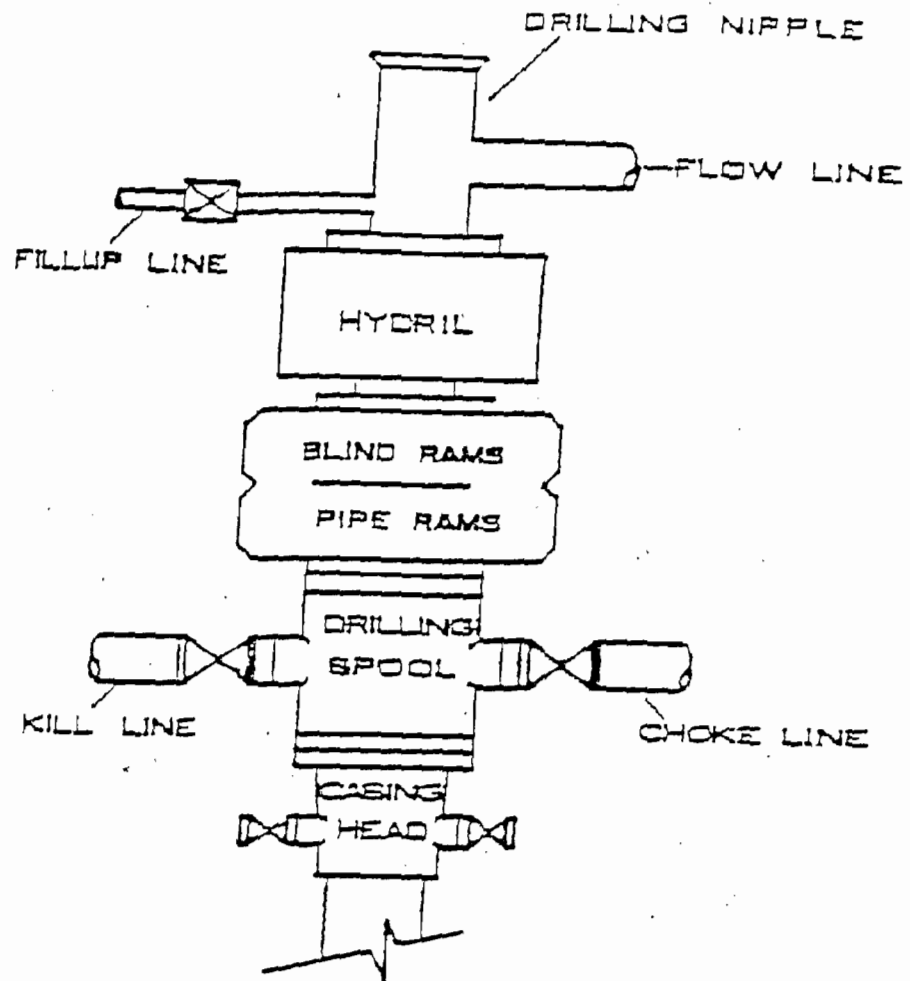 DRILLING NIPPLE
FLOW LINE
FILLUP LINE
HYDRIL
BLIND RAMS
PIPE RAMS
DRILLING
SPOOL
KILL LINE
CHOKE LINE
CASING
HEAD